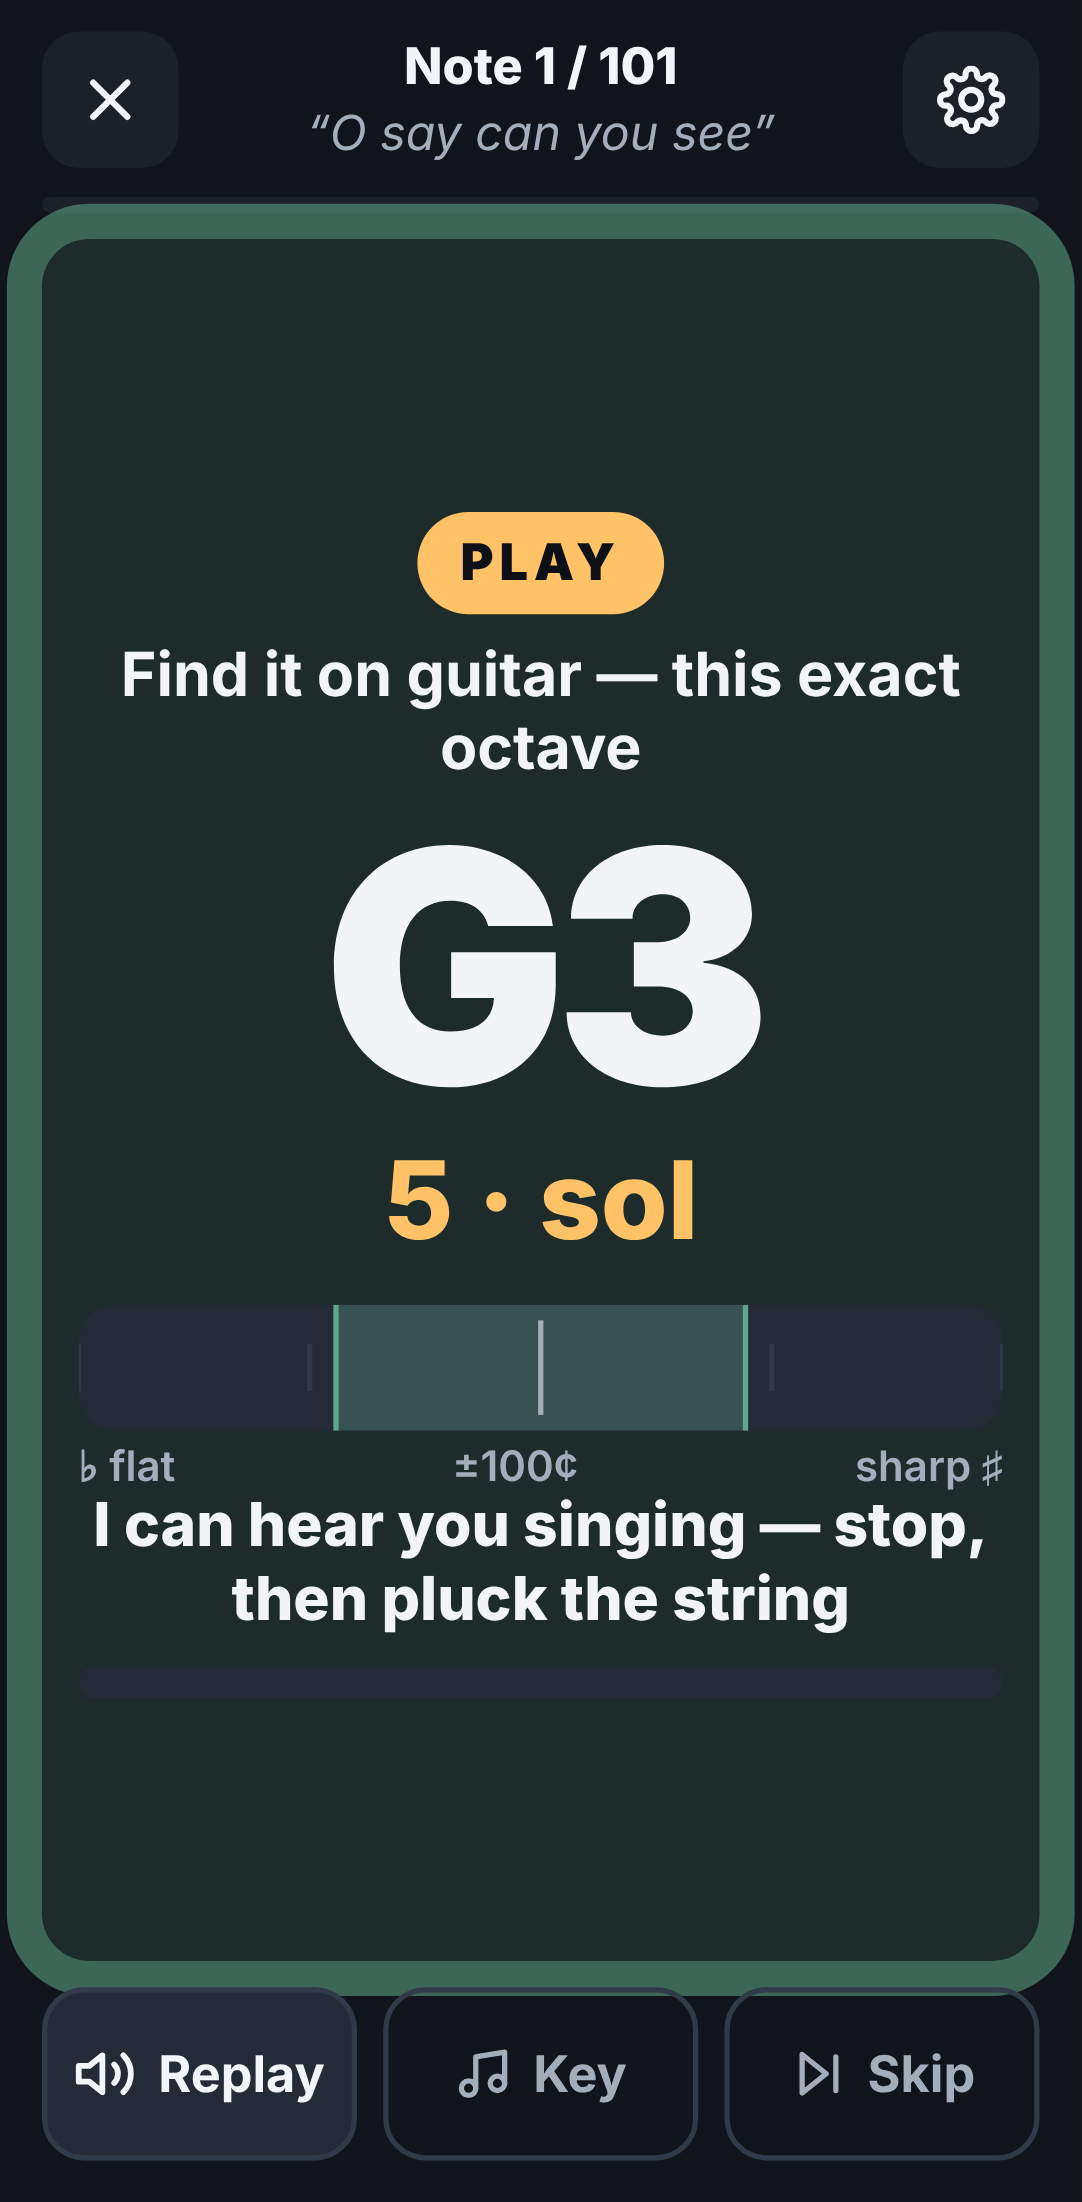 Note 1 / 101
“O say can you see”
PLAY
Find it on guitar — this exact
octave
G3
5 · sol
♭ flat
±100¢
sharp ♯
I can hear you singing — stop,
then pluck the string
Replay
Key
Skip